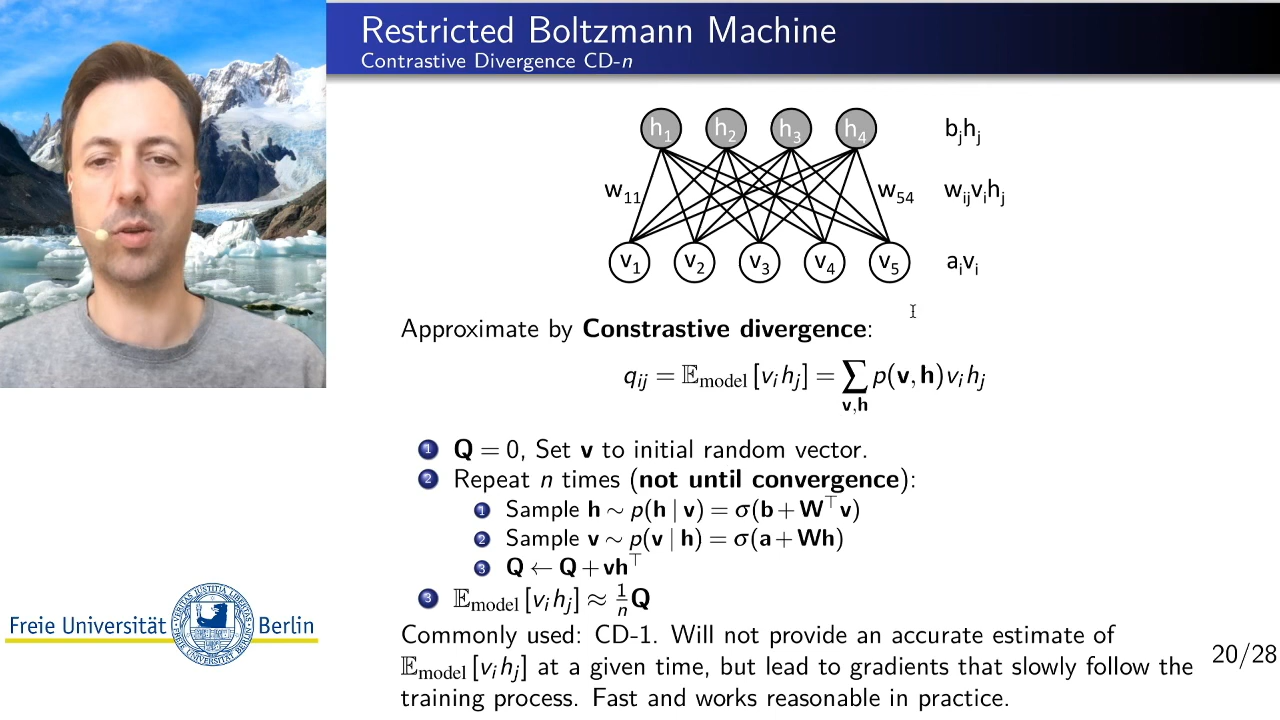 Restricted Boltzmann Machine
Contrastive Divergence CD-n
h₁ h₂ h₃ h₄ bⱼhⱼ
w₁₁ w₅₄ wᵢⱼvᵢhⱼ
v₁ v₂ v₃ v₄ v₅ aᵢvᵢ
Approximate by Constrastive divergence:
qᵢⱼ = 𝔼model [vᵢhⱼ] = ∑v,h p(v,h)vᵢhⱼ
1 Q = 0, Set v to initial random vector.
2 Repeat n times (not until convergence):
1 Sample h ∼ p(h | v) = σ(b + W⊤v)
2 Sample v ∼ p(v | h) = σ(a + Wh)
3 Q ← Q + vh⊤
3 𝔼model [vᵢhⱼ] ≈ 1/n Q
Commonly used: CD-1. Will not provide an accurate estimate of
𝔼model [vᵢhⱼ] at a given time, but lead to gradients that slowly follow the
training process. Fast and works reasonable in practice.
20/28
Freie Universität Berlin